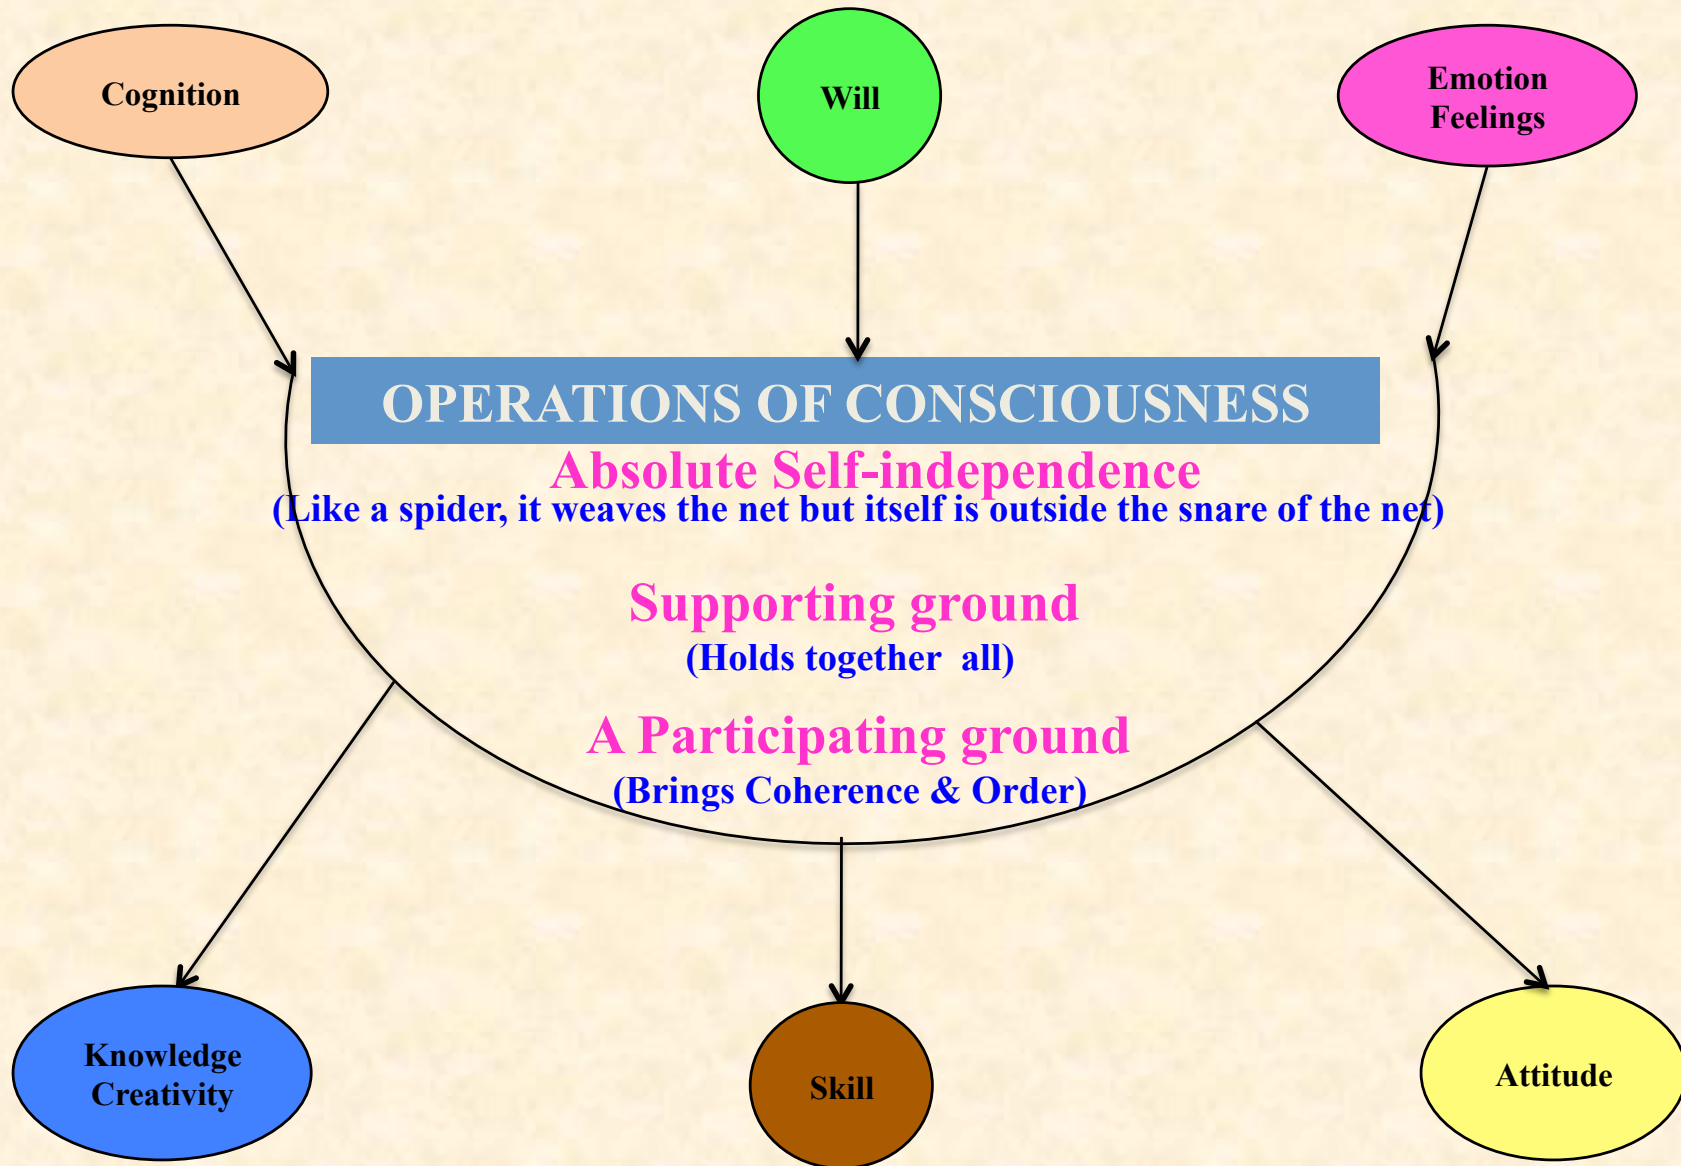 Cognition
Will
Emotion
Feelings
OPERATIONS OF CONSCIOUSNESS
Absolute Self-independence
(Like a spider, it weaves the net but itself is outside the snare of the net)
Supporting ground
(Holds together  all)
A Participating ground
(Brings Coherence & Order)
Knowledge
Creativity
Skill
Attitude